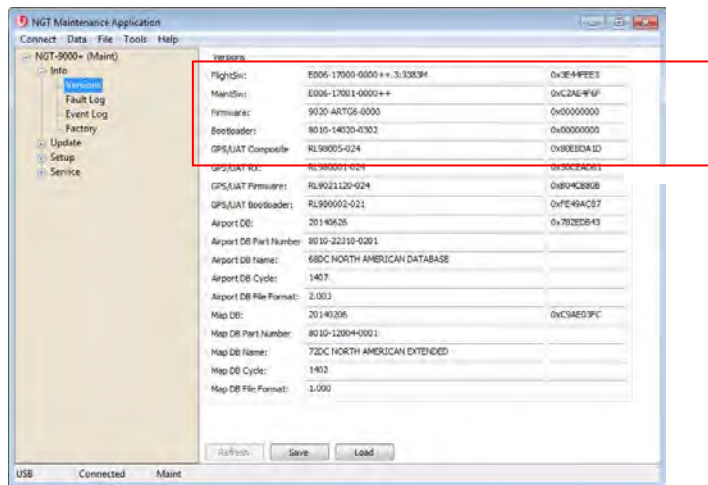 NGT Maintenance Application
Connect Data File Tools Help
NGT-9000+ (Maint)
Info
Versions
Fault Log
Event Log
Factory
Update
Setup
Service
Versions
FlightSw: E006-17000-0000++.3:3383M
MaintSw: E006-17001-0000++
Firmware: 9020-ARTG6-0000 0x00000000
Bootloader: 8010-14020-0302 0x00000000
GPS/UAT Composite RL98005-024 0x80EBDA1D
GPS/UAT RX: RL980001-024
GPS/UAT Firmware: RL9021120-024 0xB04CB80B
GPS/UAT Bootloader: RL980002-021 0xFE49AC87
Airport DB: 20140626 0x782EDB43
Airport DB Part Number 8010-22310-0201
Airport DB Name: 68DC NORTH AMERICAN DATABASE
Airport DB Cycle: 1407
Airport DB File Format: 2.003
Map DB: 20140206 0xC9AE03FC
Map DB Part Number 8010-12004-0001
Map DB Name: 72DC NORTH AMERICAN EXTENDED
Map DB Cycle: 1402
Map DB File Format: 1.000
Refresh Save Load
USB Connected Maint